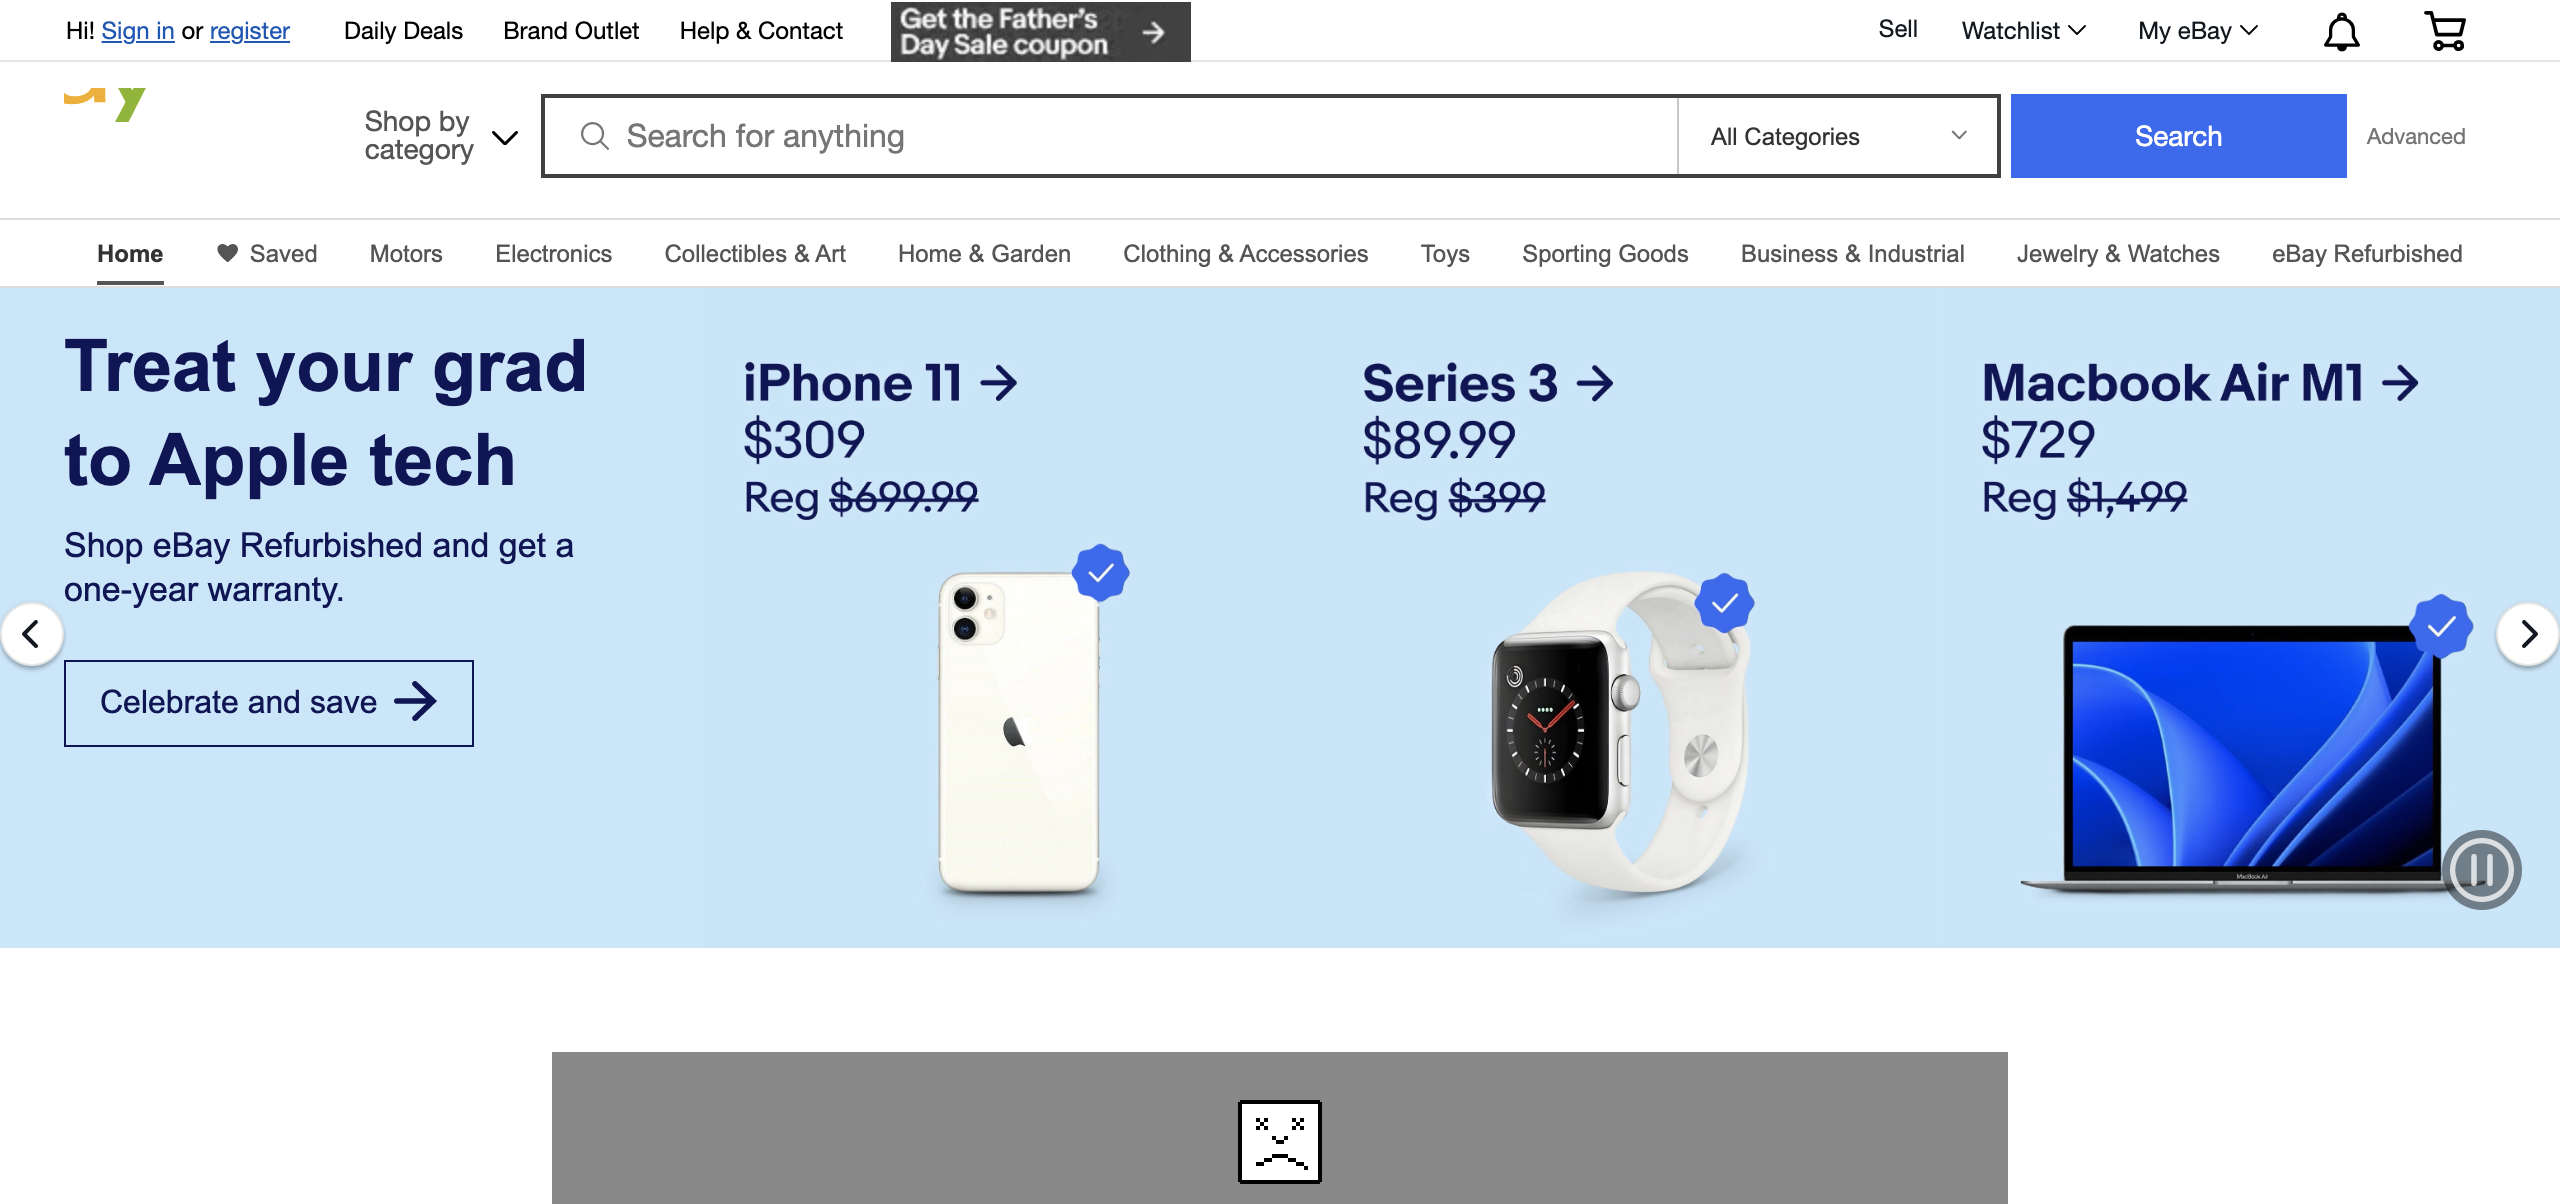 Hi! Sign in or register
Daily Deals
Brand Outlet
Help & Contact
Get the Father's
Day Sale coupon
Sell
Watchlist
My eBay
Shop by
category
Search for anything
All Categories
Search
Advanced
Home
Saved
Motors
Electronics
Collectibles & Art
Home & Garden
Clothing & Accessories
Toys
Sporting Goods
Business & Industrial
Jewelry & Watches
eBay Refurbished
Treat your grad
to Apple tech
Shop eBay Refurbished and get a
one-year warranty.
Celebrate and save
iPhone 11
$309
Reg $699.99
Series 3
$89.99
Reg $399
Macbook Air M1
$729
Reg $1,499
MacBook Air